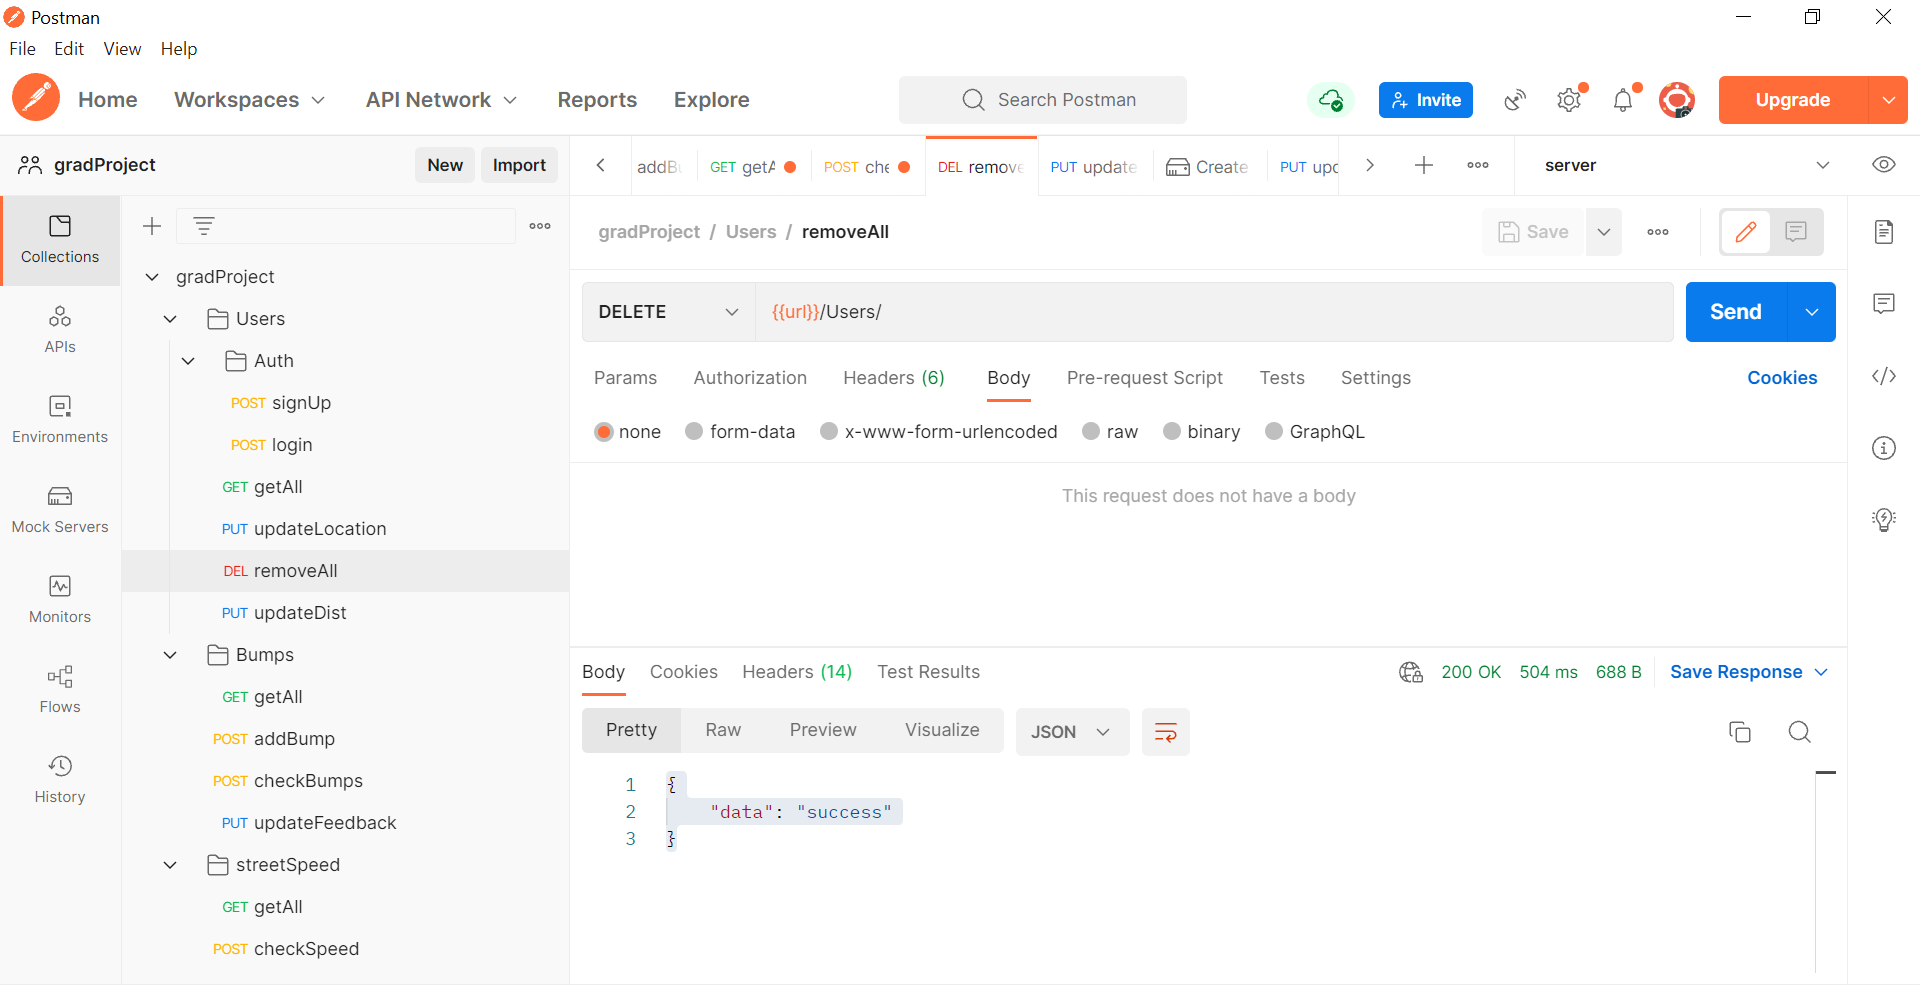 Postman
File Edit View Help
Home Workspaces API Network Reports Explore Search Postman Invite Upgrade
gradProject New Import
addBu GET getA POST che DEL remove PUT update Create PUT upd server
Collections
APIs
Environments
Mock Servers
Monitors
Flows
History
gradProject
Users
Auth
POST signUp
POST login
GET getAll
PUT updateLocation
DEL removeAll
PUT updateDist
Bumps
GET getAll
POST addBump
POST checkBumps
PUT updateFeedback
streetSpeed
GET getAll
POST checkSpeed
gradProject / Users / removeAll Save
DELETE {{url}}/Users/ Send
Params Authorization Headers (6) Body Pre-request Script Tests Settings Cookies
none form-data x-www-form-urlencoded raw binary GraphQL
This request does not have a body
Body Cookies Headers (14) Test Results 200 OK 504 ms 688 B Save Response
Pretty Raw Preview Visualize JSON
1 {
2 "data": "success"
3 }